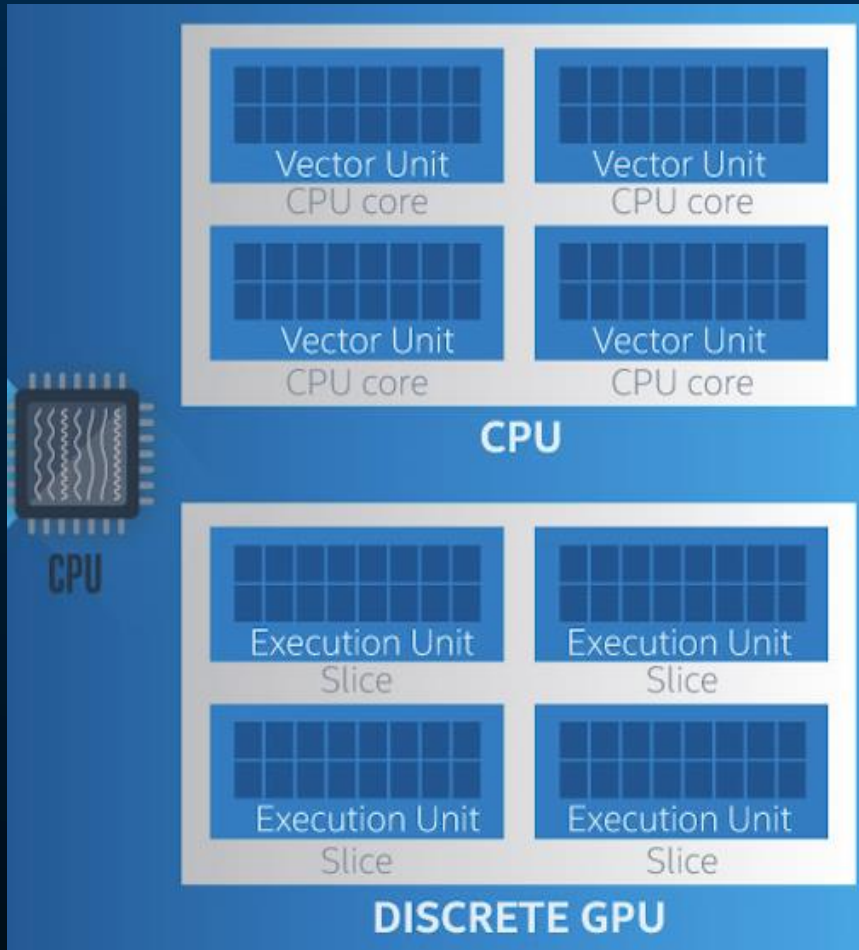 Vector Unit Vector Unit
CPU core CPU core
Vector Unit Vector Unit
CPU core CPU core
CPU
CPU
Execution Unit Execution Unit
Slice Slice
Execution Unit Execution Unit
Slice Slice
DISCRETE GPU